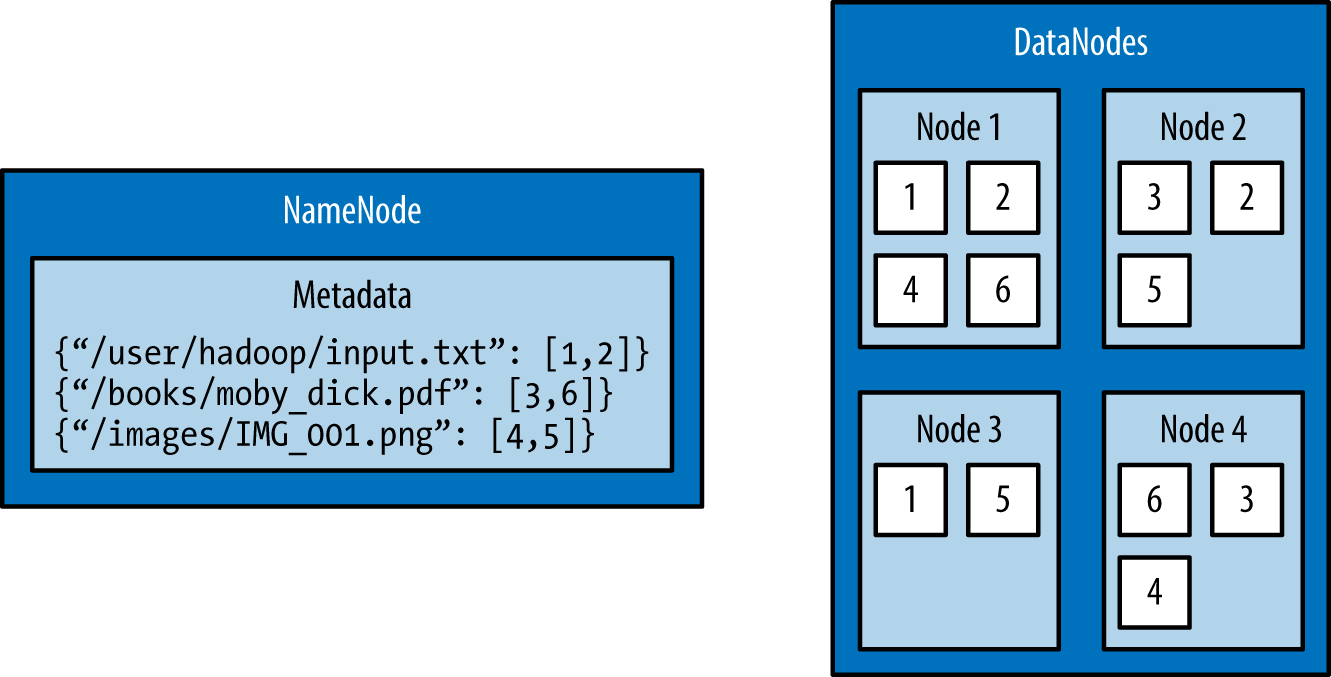 NameNode
Metadata
{“/user/hadoop/input.txt”: [1,2]}
{“/books/moby_dick.pdf”: [3,6]}
{“/images/IMG_001.png”: [4,5]}
DataNodes
Node 1
1 2
4 6
Node 2
3 2
5
Node 3
1 5
Node 4
6 3
4